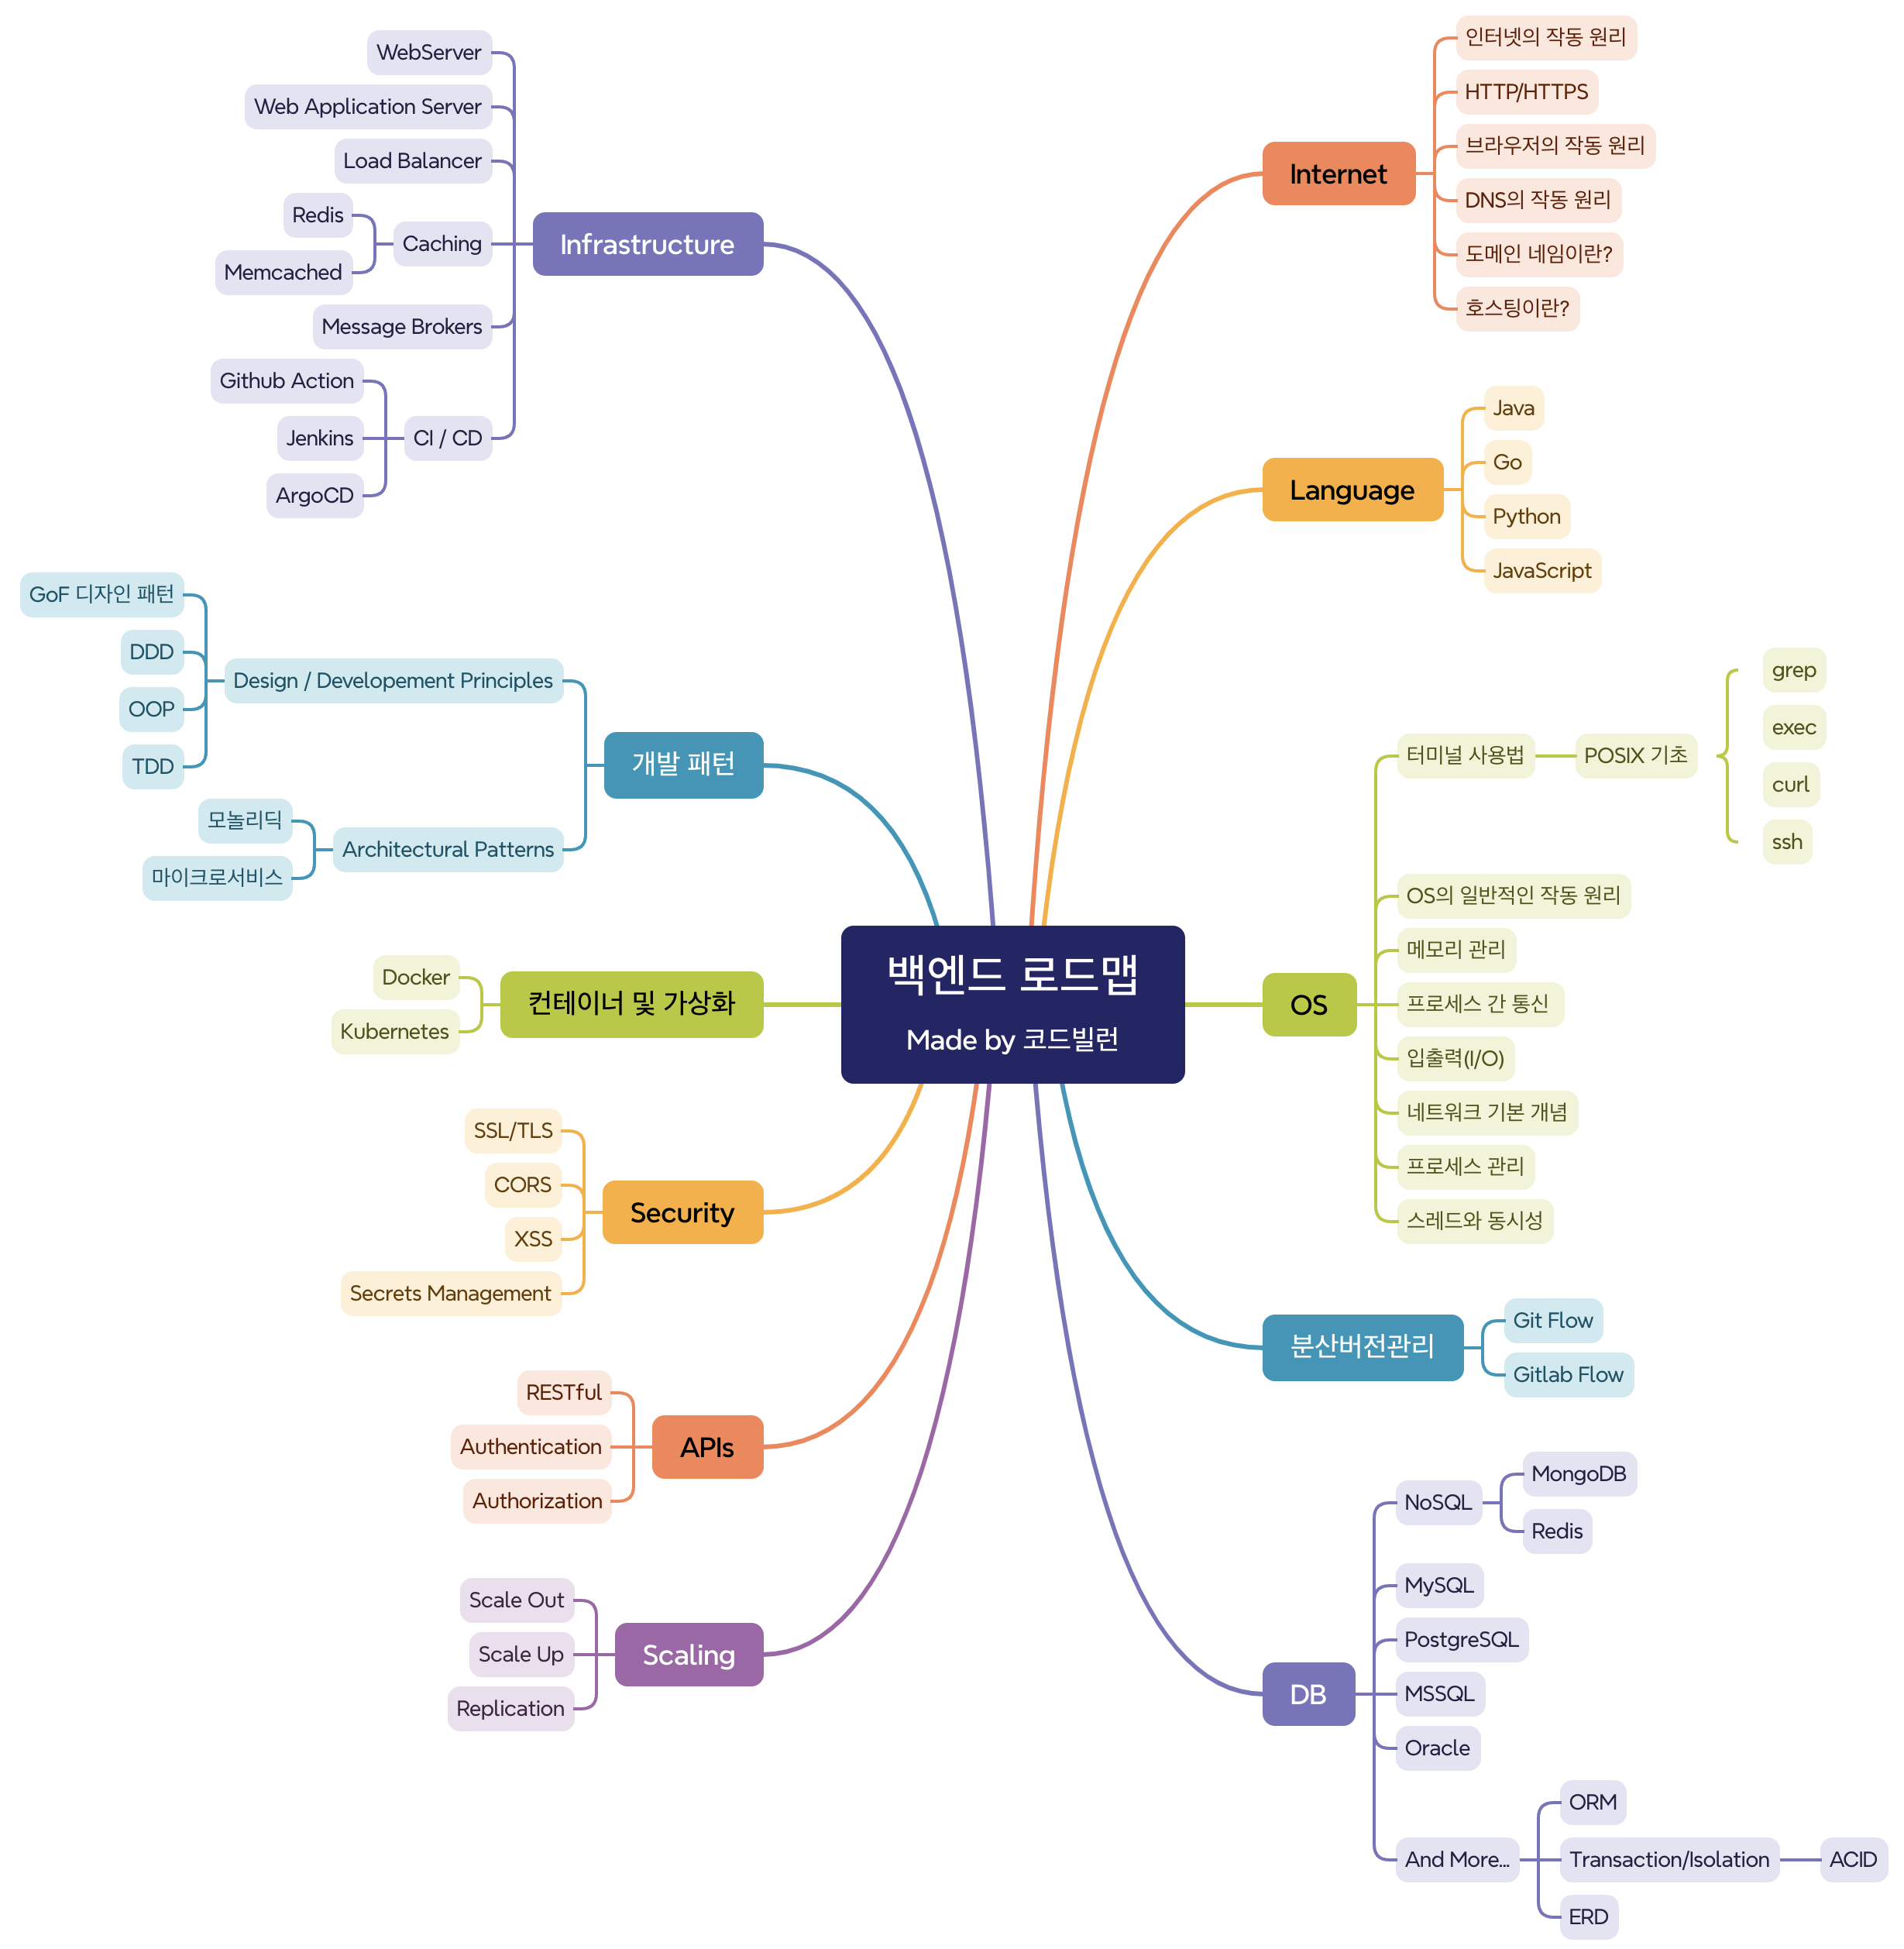 백엔드 로드맵
Made by 코드빌런
Internet
인터넷의 작동 원리
HTTP/HTTPS
브라우저의 작동 원리
DNS의 작동 원리
도메인 네임이란?
호스팅이란?
Language
Java
Go
Python
JavaScript
OS
터미널 사용법
POSIX 기초
grep
exec
curl
ssh
OS의 일반적인 작동 원리
메모리 관리
프로세스 간 통신
입출력(I/O)
네트워크 기본 개념
프로세스 관리
스레드와 동시성
분산버전관리
Git Flow
Gitlab Flow
DB
NoSQL
MongoDB
Redis
MySQL
PostgreSQL
MSSQL
Oracle
And More...
ORM
Transaction/Isolation
ACID
ERD
Infrastructure
WebServer
Web Application Server
Load Balancer
Caching
Redis
Memcached
Message Brokers
CI / CD
Github Action
Jenkins
ArgoCD
개발 패턴
Design / Developement Principles
GoF 디자인 패턴
DDD
OOP
TDD
Architectural Patterns
모놀리딕
마이크로서비스
컨테이너 및 가상화
Docker
Kubernetes
Security
SSL/TLS
CORS
XSS
Secrets Management
APIs
RESTful
Authentication
Authorization
Scaling
Scale Out
Scale Up
Replication